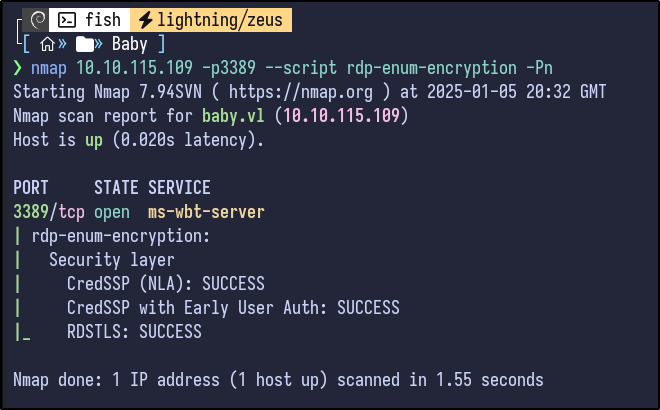 fish lightning/zeus
[ » » Baby ]
❯ nmap 10.10.115.109 -p3389 --script rdp-enum-encryption -Pn
Starting Nmap 7.94SVN ( https://nmap.org ) at 2025-01-05 20:32 GMT
Nmap scan report for baby.vl (10.10.115.109)
Host is up (0.020s latency).
PORT     STATE SERVICE
3389/tcp open  ms-wbt-server
| rdp-enum-encryption:
|   Security layer
|     CredSSP (NLA): SUCCESS
|     CredSSP with Early User Auth: SUCCESS
|_    RDSTLS: SUCCESS
Nmap done: 1 IP address (1 host up) scanned in 1.55 seconds